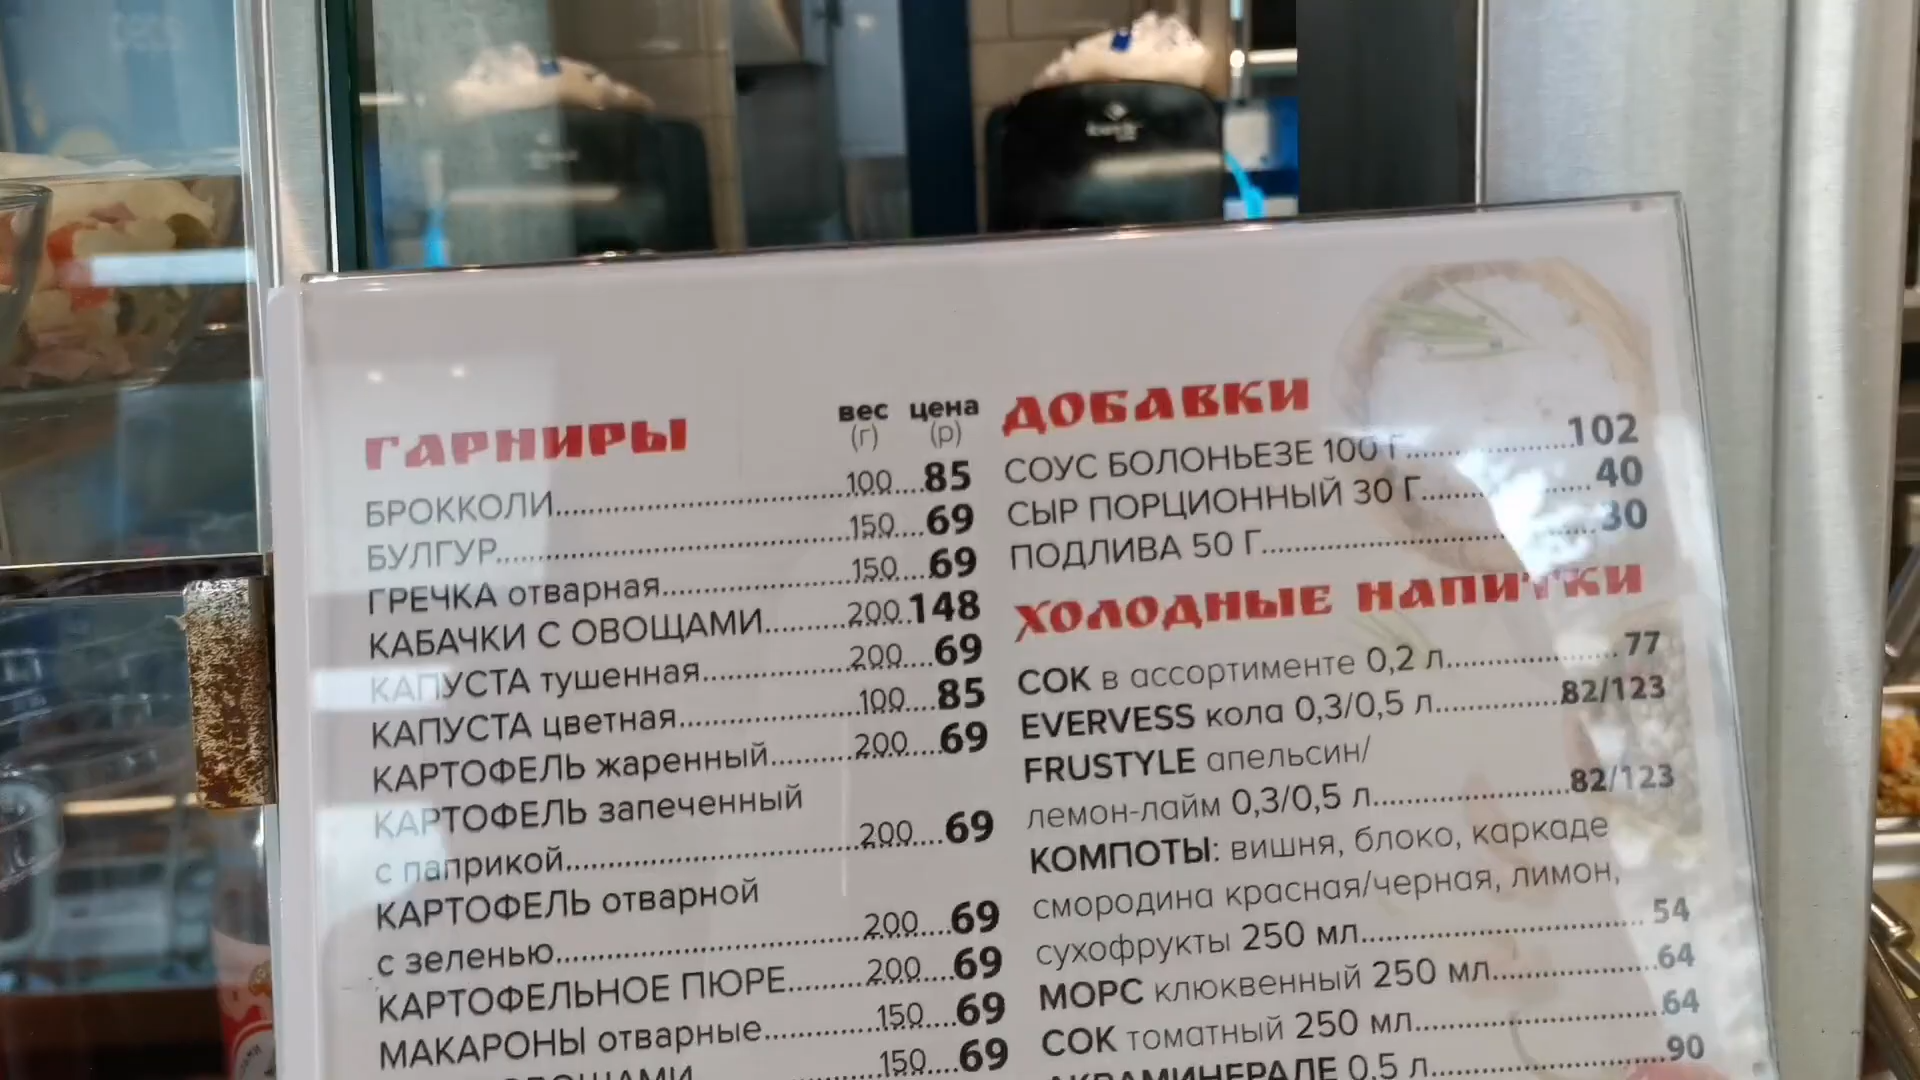 ГАРНИРЫ
вес цена
(г) (р)
БРОККОЛИ 100 85
БУЛГУР 150 69
ГРЕЧКА отварная 150 69
КАБАЧКИ С ОВОЩАМИ 200 148
КАПУСТА тушенная 200 69
КАПУСТА цветная 100 85
КАРТОФЕЛЬ жаренный 200 69
КАРТОФЕЛЬ запеченный
с паприкой 200 69
КАРТОФЕЛЬ отварной
с зеленью 200 69
КАРТОФЕЛЬНОЕ ПЮРЕ 200 69
МАКАРОНЫ отварные 150 69
150 69
ДОБАВКИ
СОУС БОЛОНЬЕЗЕ 100 Г 102
СЫР ПОРЦИОННЫЙ 30 Г 40
ПОДЛИВА 50 Г 30
ХОЛОДНЫЕ НАПИТКИ
СОК в ассортименте 0,2 л 77
EVERVESS кола 0,3/0,5 л 82/123
FRUSTYLE апельсин/
лемон-лайм 0,3/0,5 л 82/123
КОМПОТЫ: вишня, блоко, каркаде
смородина красная/черная, лимон,
сухофрукты 250 мл 54
МОРС клюквенный 250 мл 64
СОК томатный 250 мл 64
АКВАМИНЕРАЛЕ 0,5 л 90